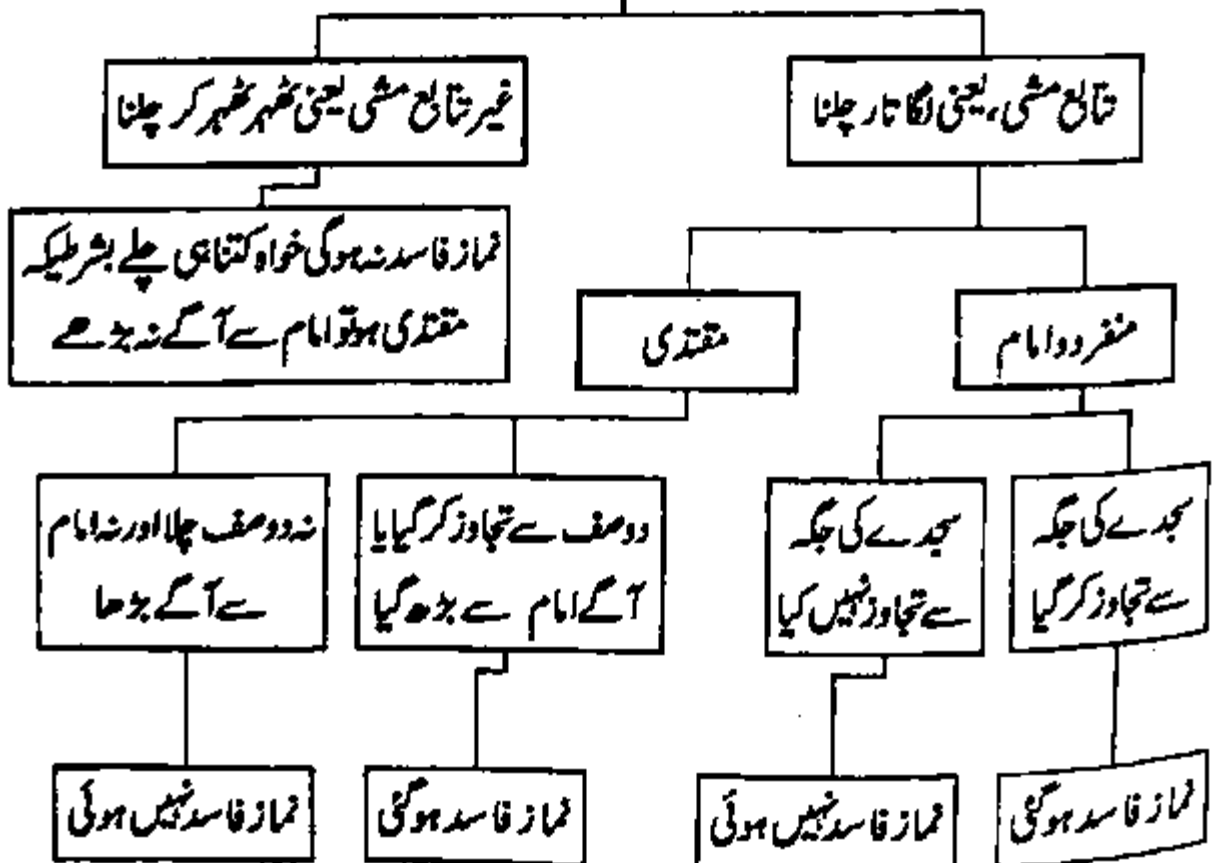 تتابع مشی، یعنی لگا تار چلنا
غیر تتابع مشی یعنی ٹھہر ٹھہر کر چلنا
نماز فاسد نہ ہوگی خواہ کتنا ہی چلے بشرطیکہ
مقتدی ہو تو امام سے آگے نہ بڑھے
منفرد و امام
مقتدی
سجدے کی جگہ
سے تجاوز کر گیا
سجدے کی جگہ
سے تجاوز نہیں کیا
دو صف سے تجاوز کر گیا یا
آگے امام سے بڑھ گیا
نہ دو صف چلا اور نہ امام
سے آگے بڑھا
نماز فاسد ہوگئی
نماز فاسد نہیں ہوئی
نماز فاسد ہوگئی
نماز فاسد نہیں ہوئی